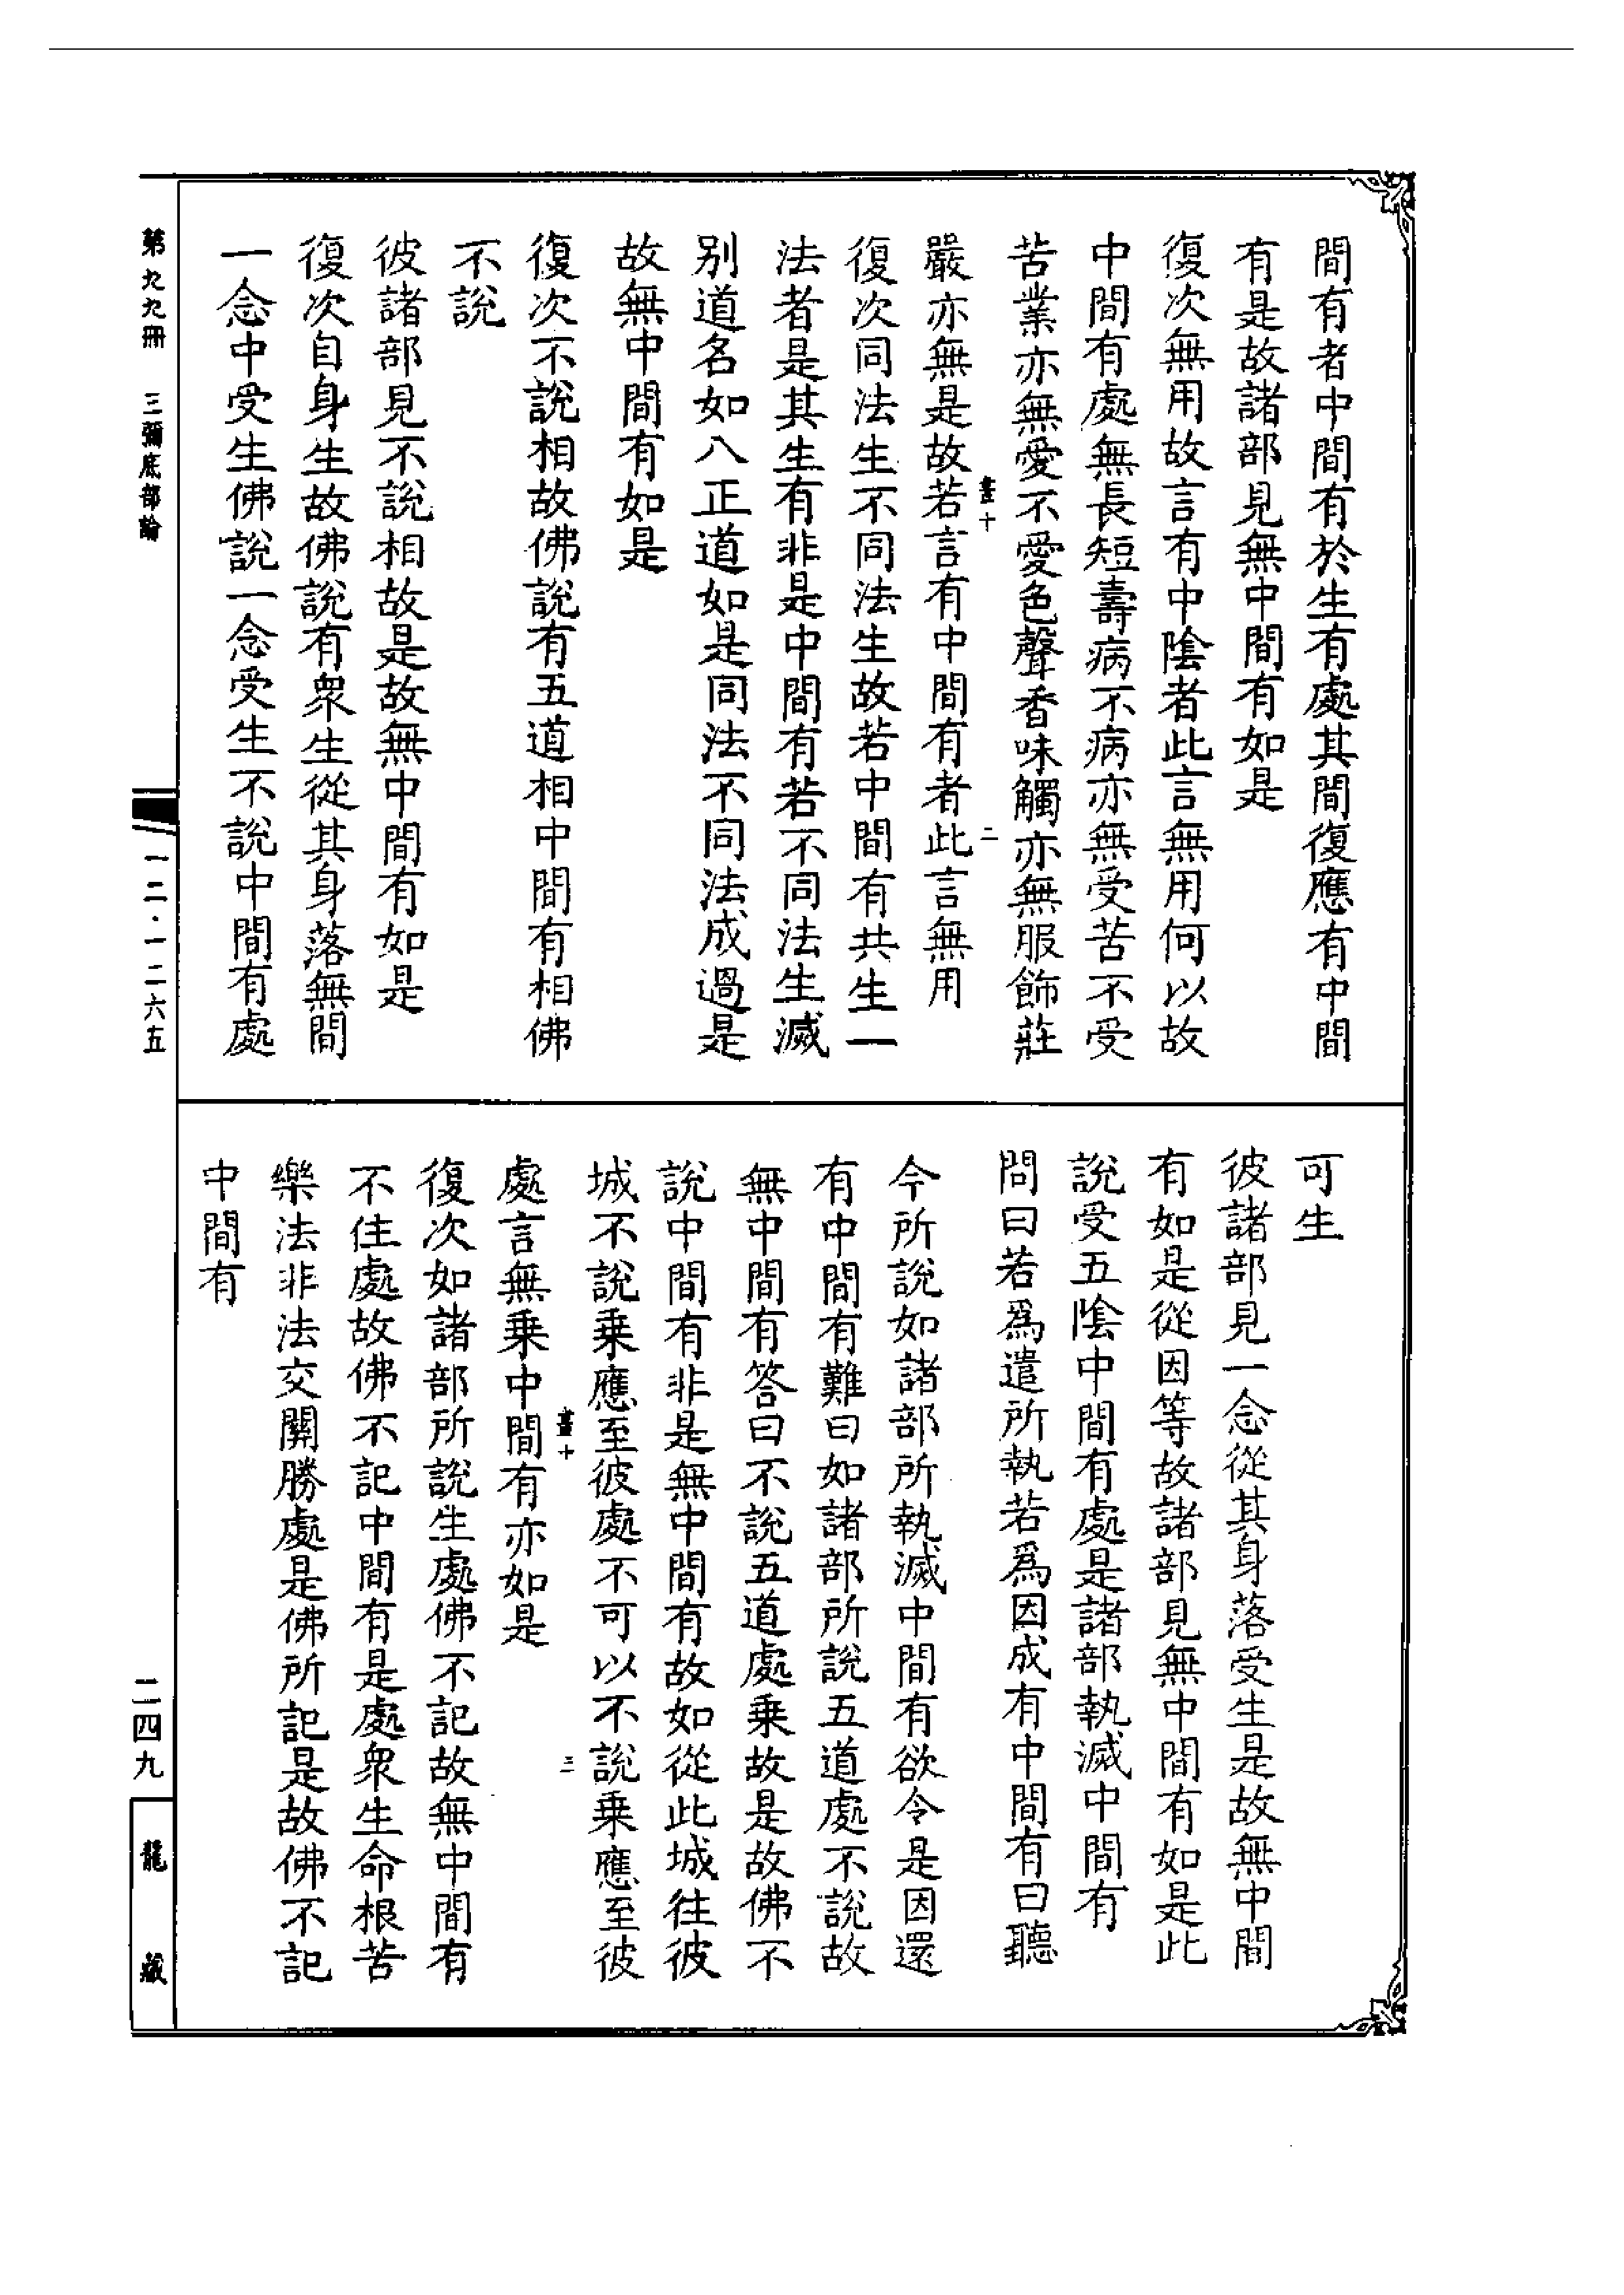 間有者中間有於生有處其間復應有中間
有是故諸部見無中間有如是
復次無用故言有中陰者此言無用何以故
中間有處無長短壽病不病亦無受苦不受
苦業亦無愛不愛色聲香味觸亦無服飾莊
嚴亦無是故若言有中間有者此言無用
畫十
二
復次同法生不同法生故若中間有共生一
法者是其生有非是中間有若不同法生滅
別道名如八正道如是同法不同法成過是
故無中間有如是
復次不說相故佛說有五道相中間有相佛
不說
彼諸部見不說相故是故無中間有如是
復次自身生故佛說有眾生從其身落無間
一念中受生佛說一念受生不說中間有處
可生
彼諸部見一念從其身落受生是故無中間
有如是從因等故諸部見無中間有如是此
說受五陰中間有處是諸部執滅中間有
問曰若爲遣所執若爲因成有中間有曰聽
今所說如諸部所執滅中間有欲令是因還
有中間有難曰如諸部所說五道處不說故
無中間有答曰不說五道處乘故是故佛不
說中間有非是無中間有故如從此城往彼
城不說乘應至彼處不可以不說乘應至彼
畫十
三
處言無乘中間有亦如是
復次如諸部所說生處佛不記故無中間有
不住處故佛不記中間有是處眾生命根苦
樂法非法交關勝處是佛所記是故佛不記
中間有
第九九冊
三彌底部論
一二·一二六五
二四九
龍藏